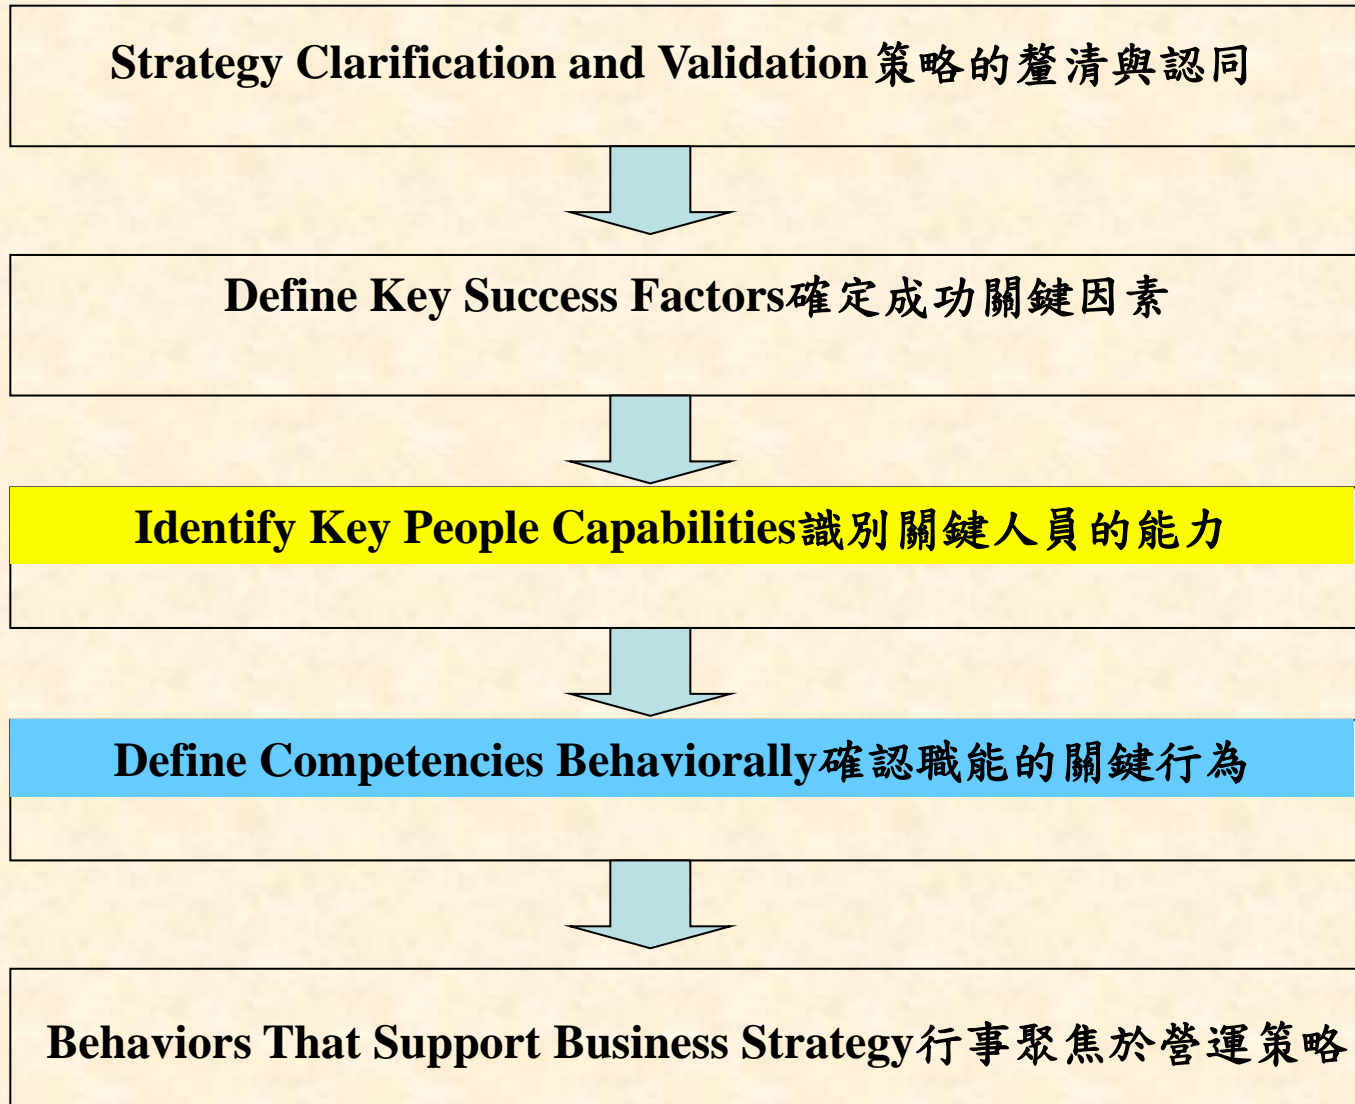 Strategy Clarification and Validation策略的釐清與認同
Define Key Success Factors確定成功關鍵因素
Identify Key People Capabilities識別關鍵人員的能力
Define Competencies Behaviorally確認職能的關鍵行為
Behaviors That Support Business Strategy行事聚焦於營運策略